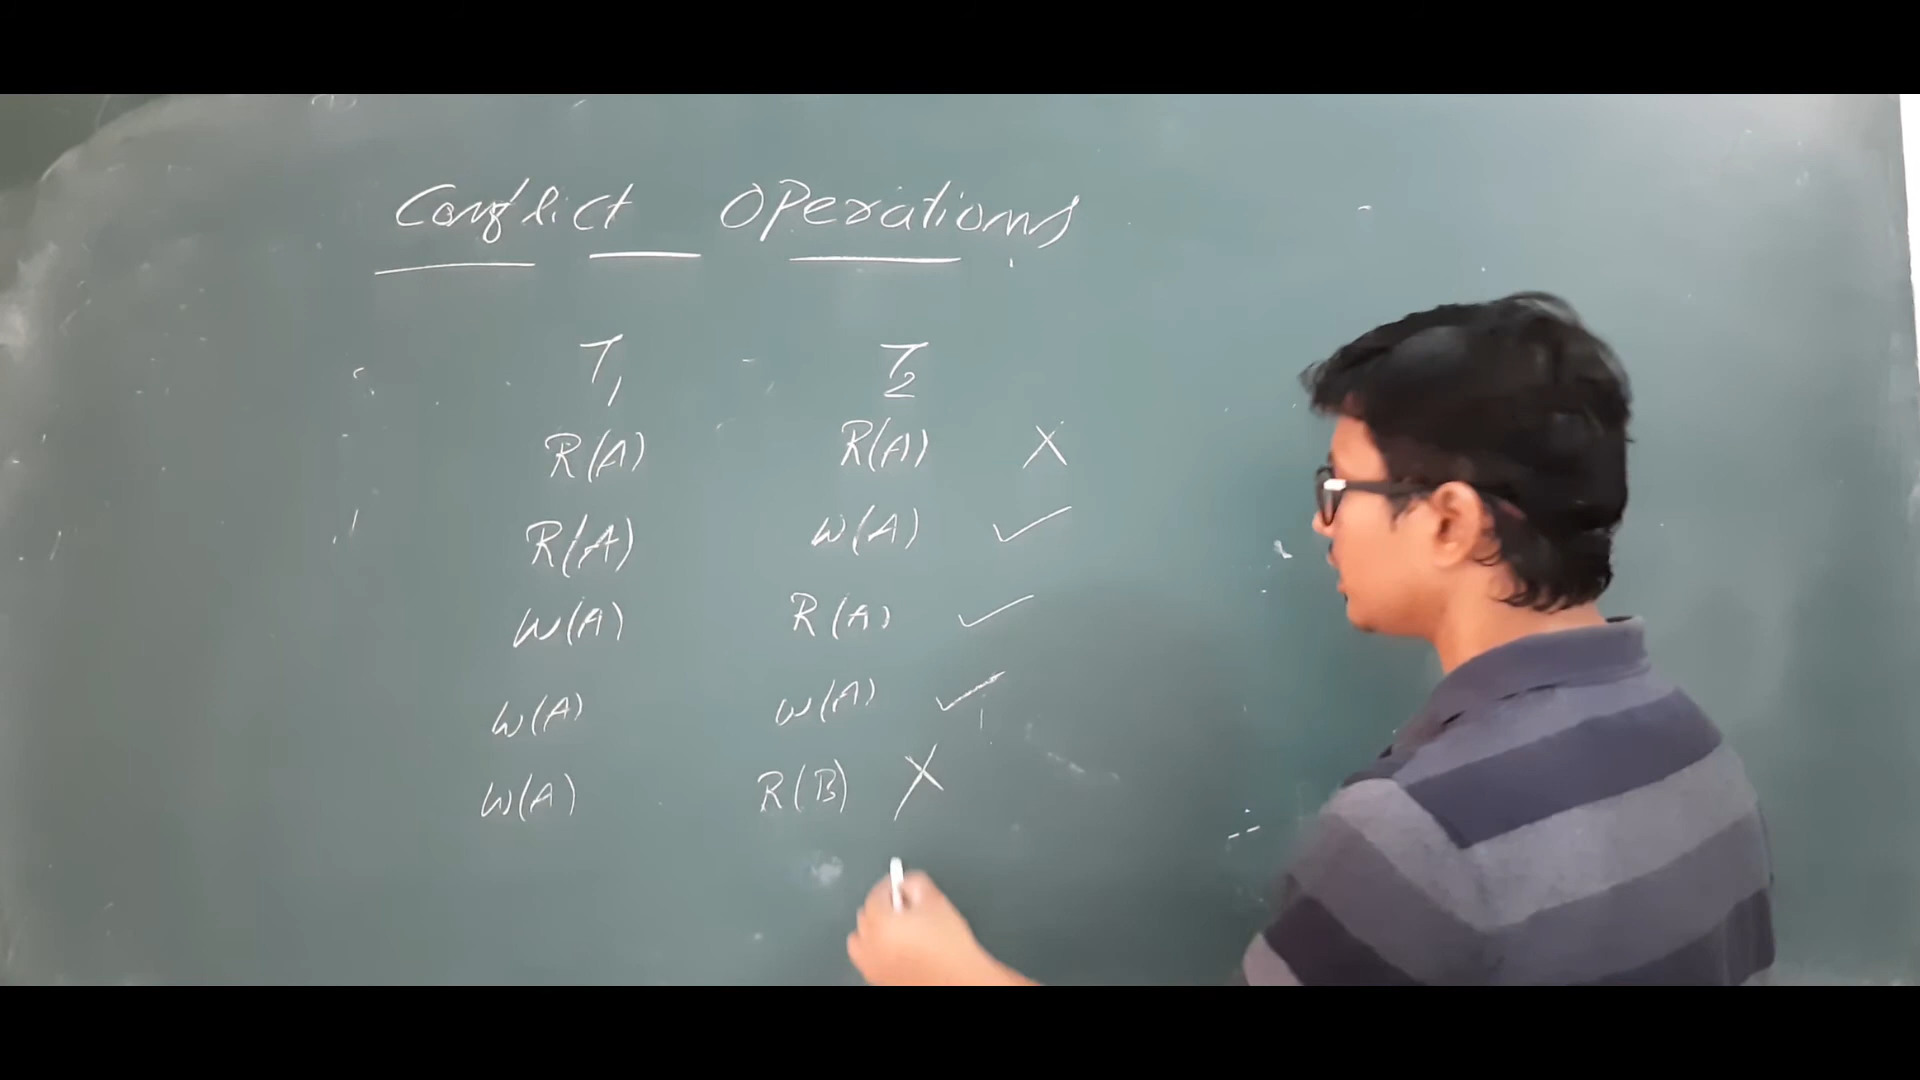 Conflict Operations
T1 T2
R(A) R(A) X
R(A) W(A) ✓
W(A) R(A) ✓
W(A) W(A) ✓
W(A) R(B) X